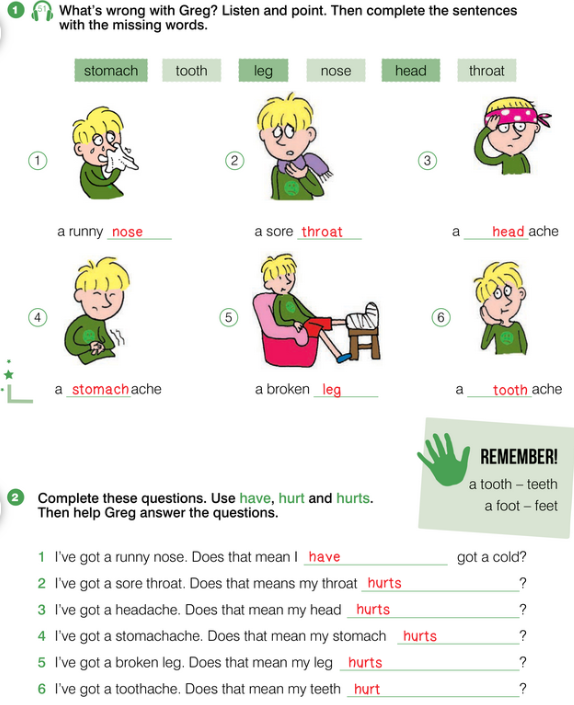 1 51 What's wrong with Greg? Listen and point. Then complete the sentences
with the missing words.
stomach tooth leg nose head throat
1 2 3
a runny nose a sore throat a head ache
4 5 6
a stomach ache a broken leg a tooth ache
REMEMBER!
a tooth – teeth
a foot – feet
2 Complete these questions. Use have, hurt and hurts.
Then help Greg answer the questions.
1 I've got a runny nose. Does that mean I have got a cold?
2 I've got a sore throat. Does that means my throat hurts ?
3 I've got a headache. Does that mean my head hurts ?
4 I've got a stomachache. Does that mean my stomach hurts ?
5 I've got a broken leg. Does that mean my leg hurts ?
6 I've got a toothache. Does that mean my teeth hurt ?